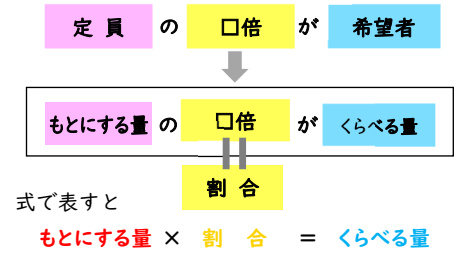 定員 の □倍 が 希望者
もとにする量 の □倍 が くらべる量
割合
式で表すと
もとにする量 × 割 合 = くらべる量